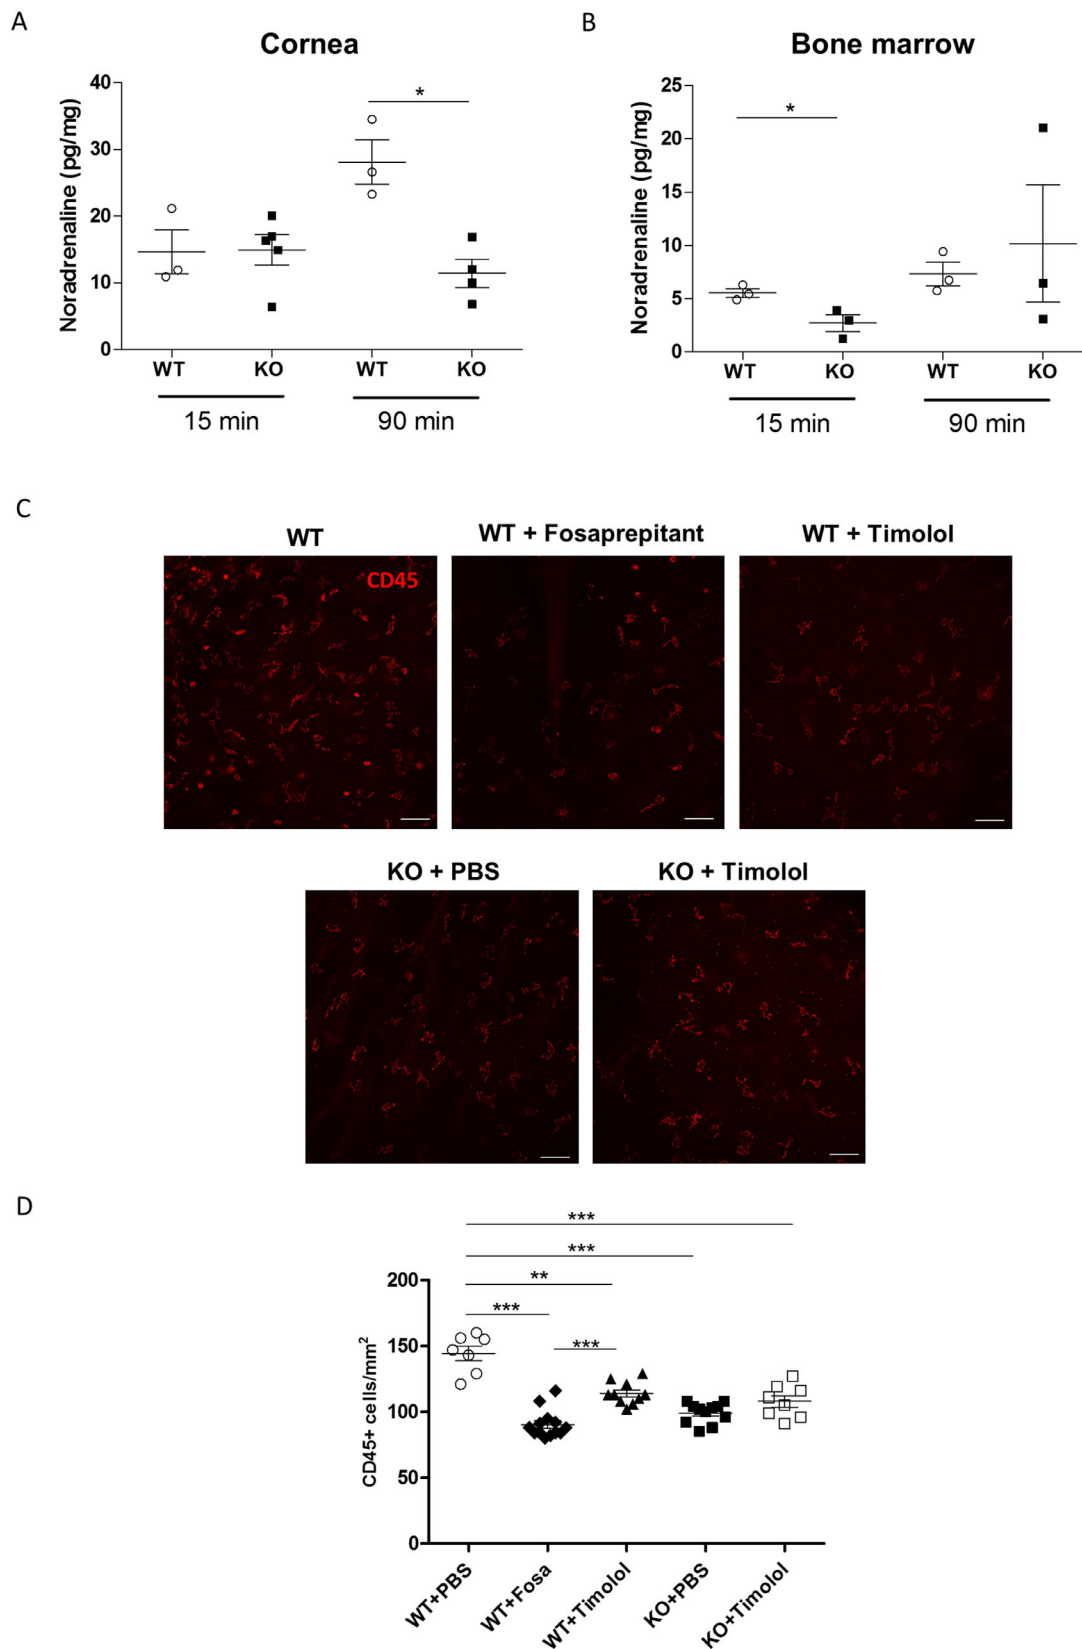 A
Cornea
Noradrenaline (pg/mg)
40
30
20
10
0
*
WT
KO
WT
KO
15 min
90 min
B
Bone marrow
Noradrenaline (pg/mg)
25
20
15
10
5
0
*
WT
KO
WT
KO
15 min
90 min
C
WT
WT + Fosaprepitant
WT + Timolol
CD45
KO + PBS
KO + Timolol
D
***
***
**
***
***
CD45+ cells/mm²
200
150
100
50
0
WT+PBS
WT+Fosa
WT+Timolol
KO+PBS
KO+Timolol